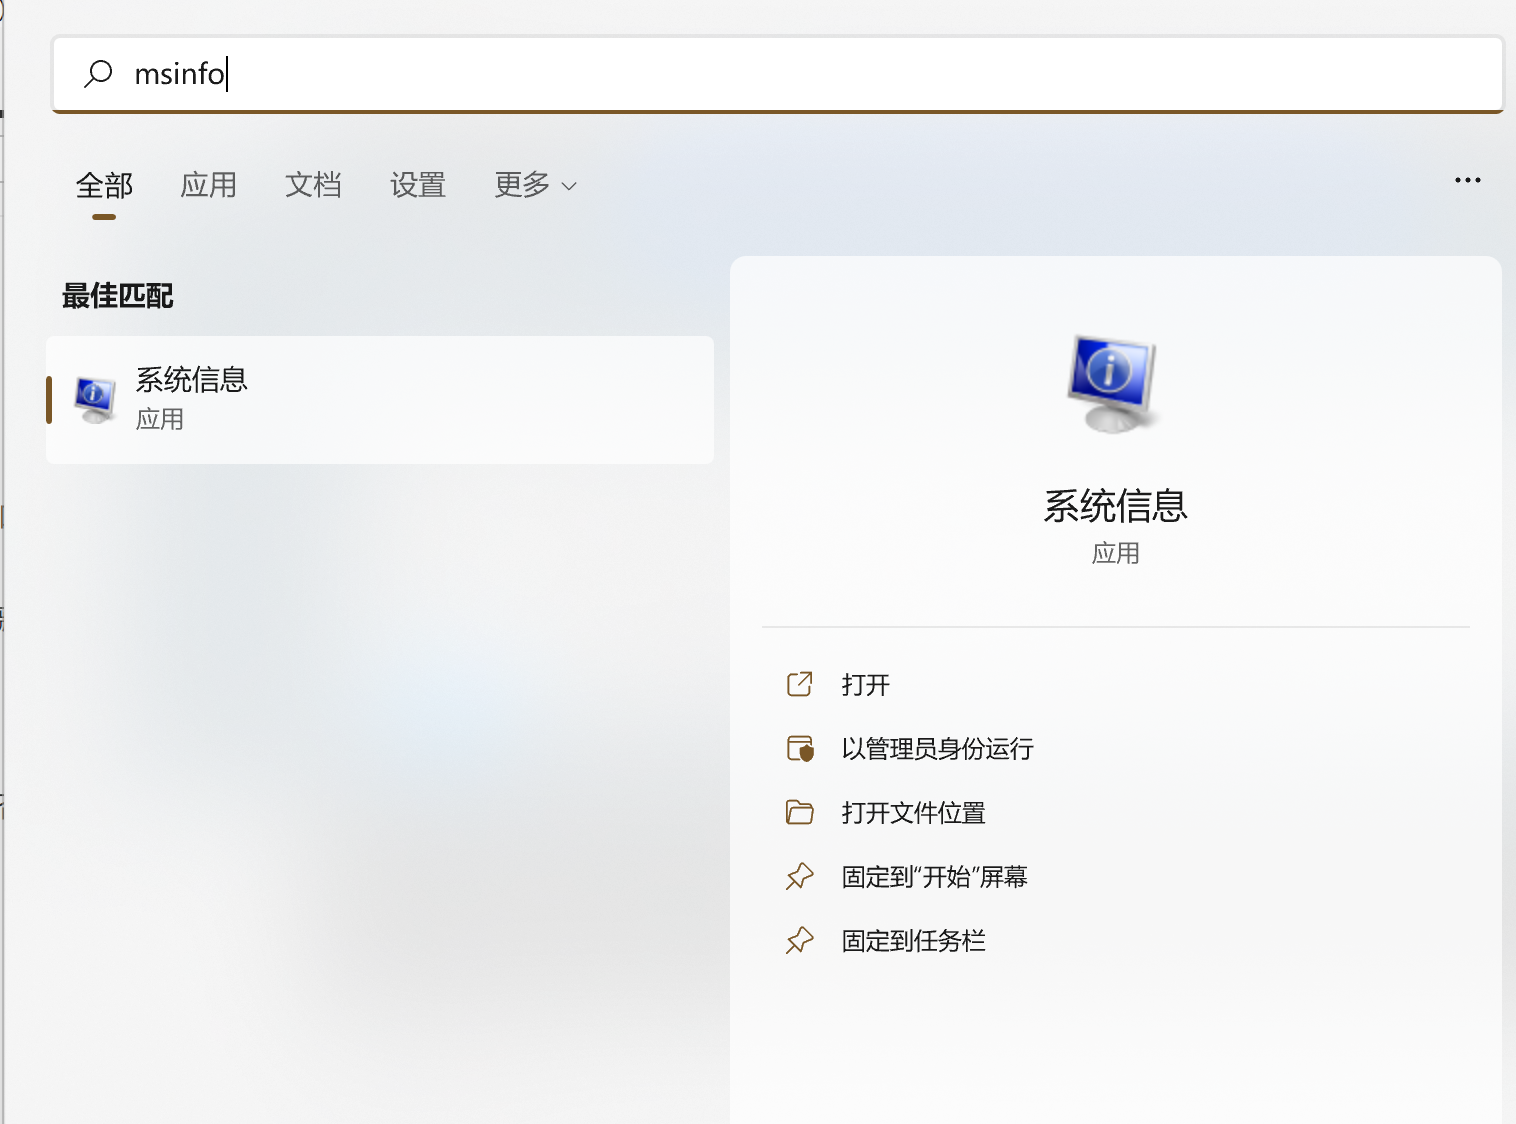 msinfo
全部 应用 文档 设置 更多
最佳匹配
系统信息
应用
系统信息
应用
打开
以管理员身份运行
打开文件位置
固定到“开始”屏幕
固定到任务栏